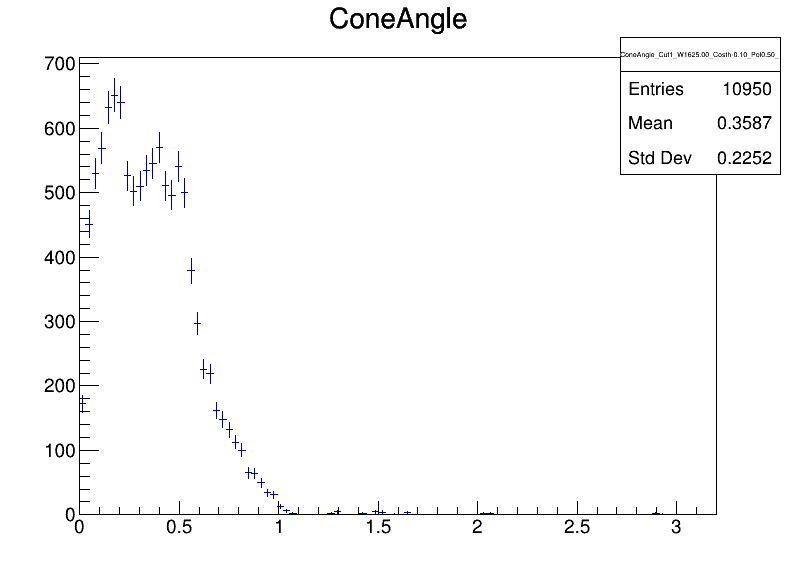 ConeAngle
ConeAngle_Cut1_W1625.00_Costh-0.10_Pol0.50_
Entries 10950
Mean 0.3587
Std Dev 0.2252
700
600
500
400
300
200
100
0
0 0.5 1 1.5 2 2.5 3